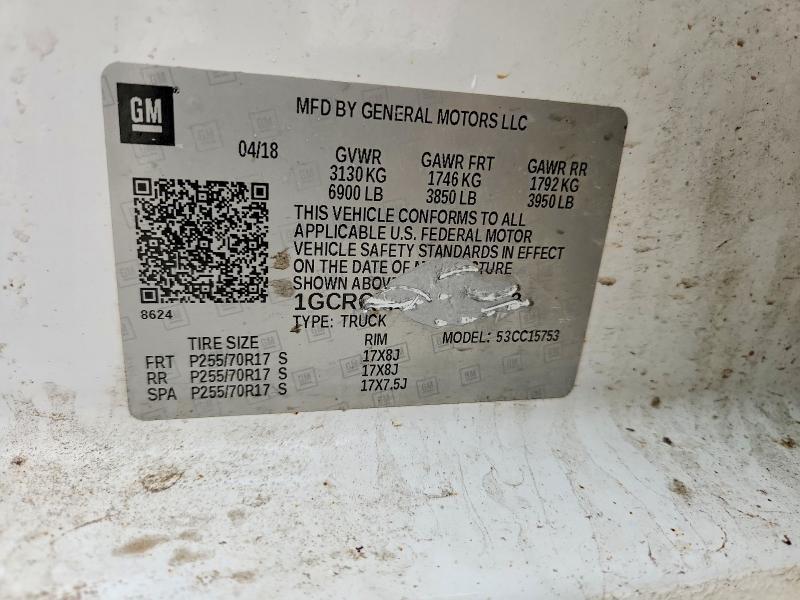 GM
MFD BY GENERAL MOTORS LLC
04/18 GVWR GAWR FRT GAWR RR
3130 KG 1746 KG 1792 KG
6900 LB 3850 LB 3950 LB
THIS VEHICLE CONFORMS TO ALL
APPLICABLE U.S. FEDERAL MOTOR
VEHICLE SAFETY STANDARDS IN EFFECT
ON THE DATE OF
SHOWN
TYPE: TRUCK MODEL: 53CC15753
8624
TIRE SIZE RIM
FRT P255/70R17 S 17X8J
RR P255/70R17 S 17X8J
SPA P255/70R17 S 17X7.5J